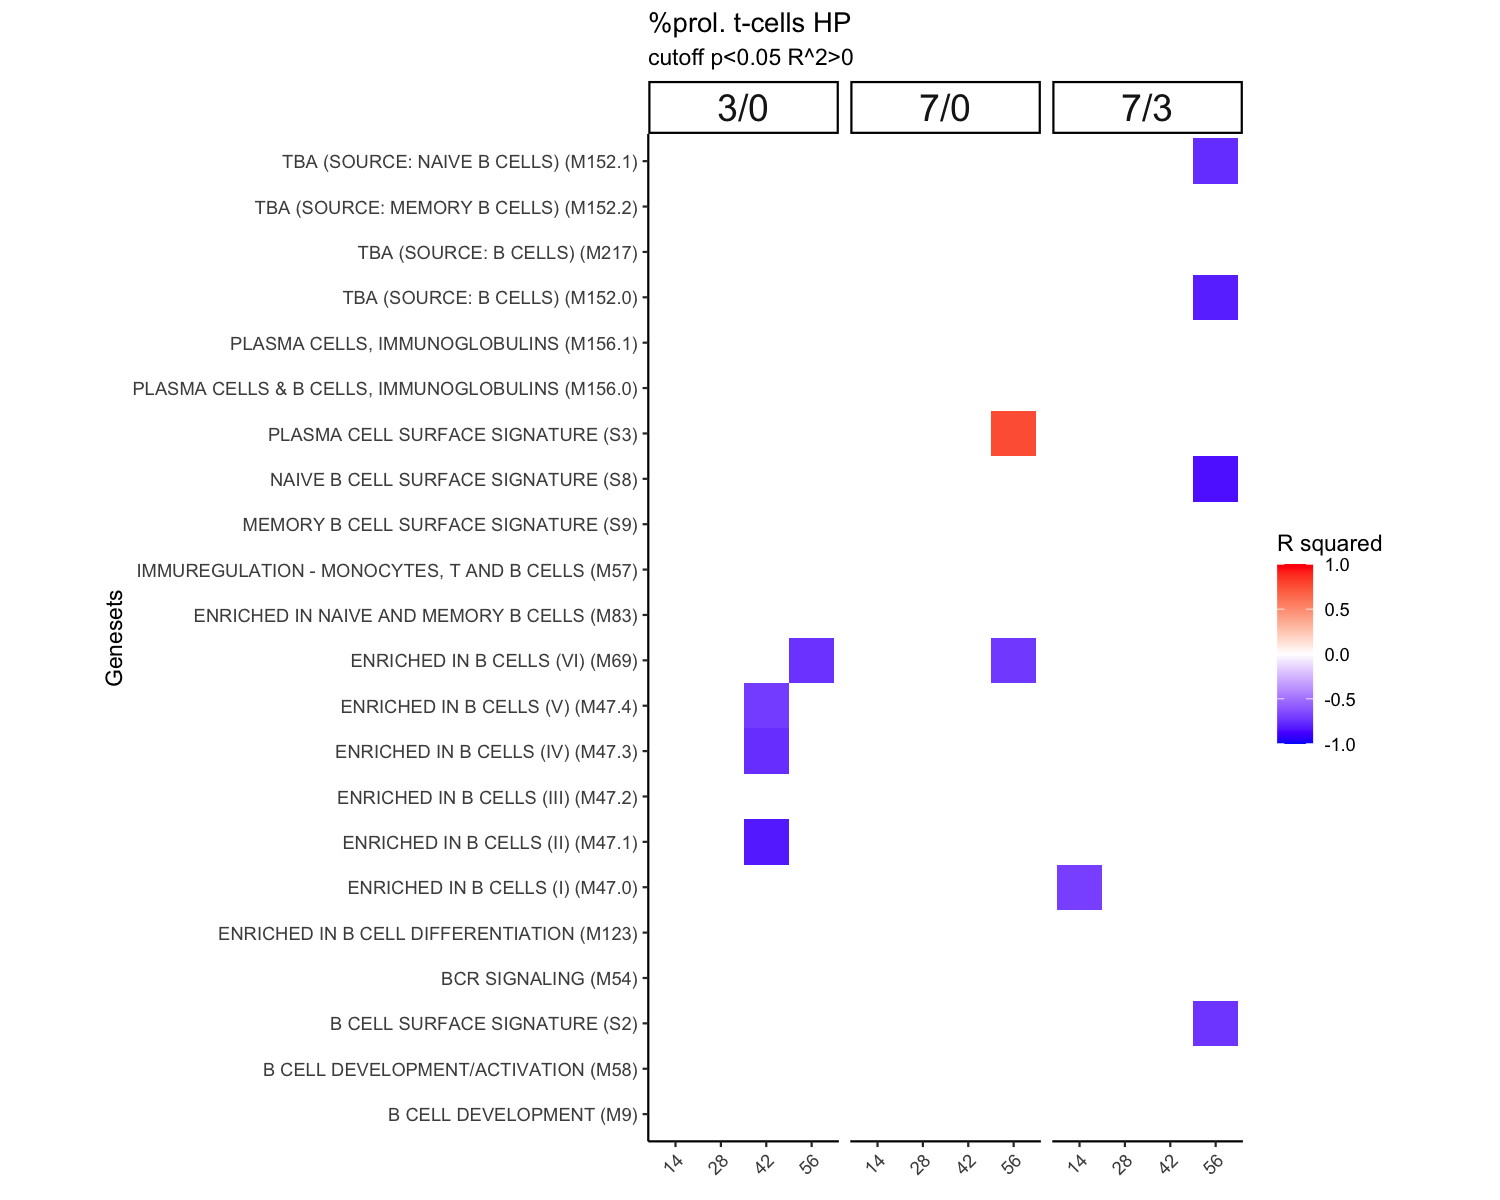 %prol. t-cells HP
cutoff p<0.05 R^2>0
3/0 7/0 7/3
TBA (SOURCE: NAIVE B CELLS) (M152.1)
TBA (SOURCE: MEMORY B CELLS) (M152.2)
TBA (SOURCE: B CELLS) (M217)
TBA (SOURCE: B CELLS) (M152.0)
PLASMA CELLS, IMMUNOGLOBULINS (M156.1)
PLASMA CELLS & B CELLS, IMMUNOGLOBULINS (M156.0)
PLASMA CELL SURFACE SIGNATURE (S3)
NAIVE B CELL SURFACE SIGNATURE (S8)
MEMORY B CELL SURFACE SIGNATURE (S9)
IMMUREGULATION - MONOCYTES, T AND B CELLS (M57)
ENRICHED IN NAIVE AND MEMORY B CELLS (M83)
ENRICHED IN B CELLS (VI) (M69)
ENRICHED IN B CELLS (V) (M47.4)
ENRICHED IN B CELLS (IV) (M47.3)
ENRICHED IN B CELLS (III) (M47.2)
ENRICHED IN B CELLS (II) (M47.1)
ENRICHED IN B CELLS (I) (M47.0)
ENRICHED IN B CELL DIFFERENTIATION (M123)
BCR SIGNALING (M54)
B CELL SURFACE SIGNATURE (S2)
B CELL DEVELOPMENT/ACTIVATION (M58)
B CELL DEVELOPMENT (M9)
Genesets
14 28 42 56 14 28 42 56 14 28 42 56
R squared
1.0
0.5
0.0
-0.5
-1.0